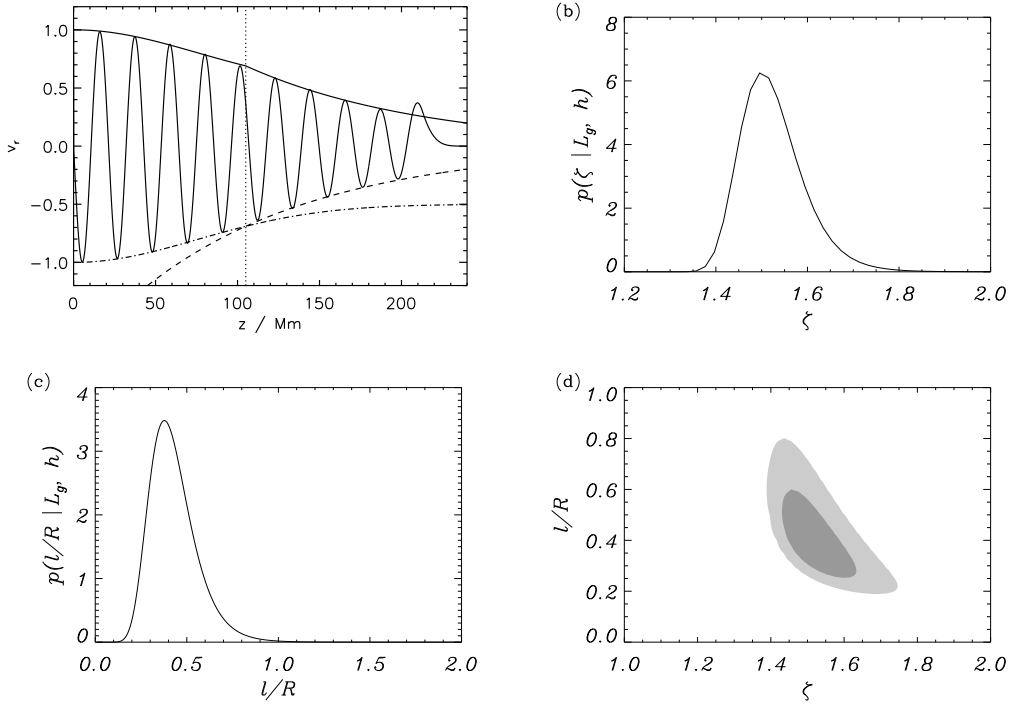 1.0
0.5
0.0
−0.5
−1.0
v_r
0 50 100 150 200
z / Mm
(b)
8
6
4
2
0
p(ζ | L_g, h)
1.2 1.4 1.6 1.8 2.0
ζ
(c)
4
3
2
1
0
p(l/R | L_g, h)
0.0 0.5 1.0 1.5 2.0
l/R
(d)
1.0
0.8
0.6
0.4
0.2
0.0
l/R
1.0 1.2 1.4 1.6 1.8 2.0
ζ